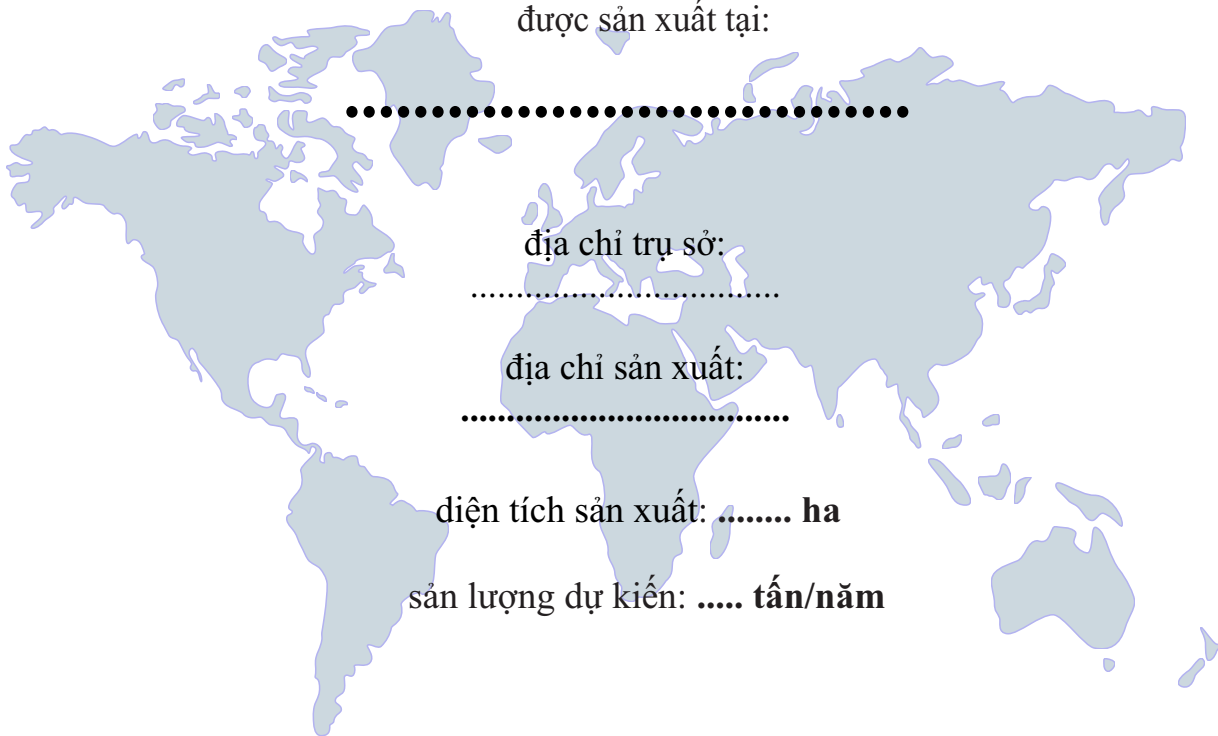 được sản xuất tại:
.................................
địa chỉ trụ sở:
..................................
địa chỉ sản xuất:
....................................
diện tích sản xuất: ........ ha
sản lượng dự kiến: ..... tấn/năm